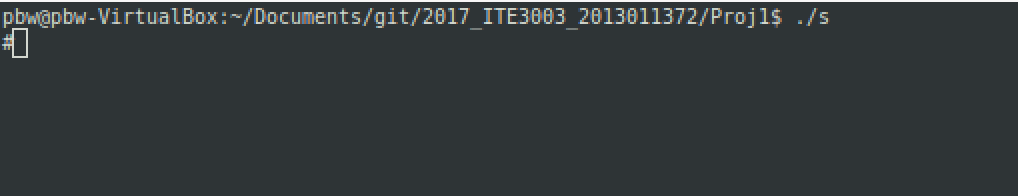 pbw@pbw-VirtualBox:~/Documents/git/2017_ITE3003_2013011372/Proj1$ ./s
#